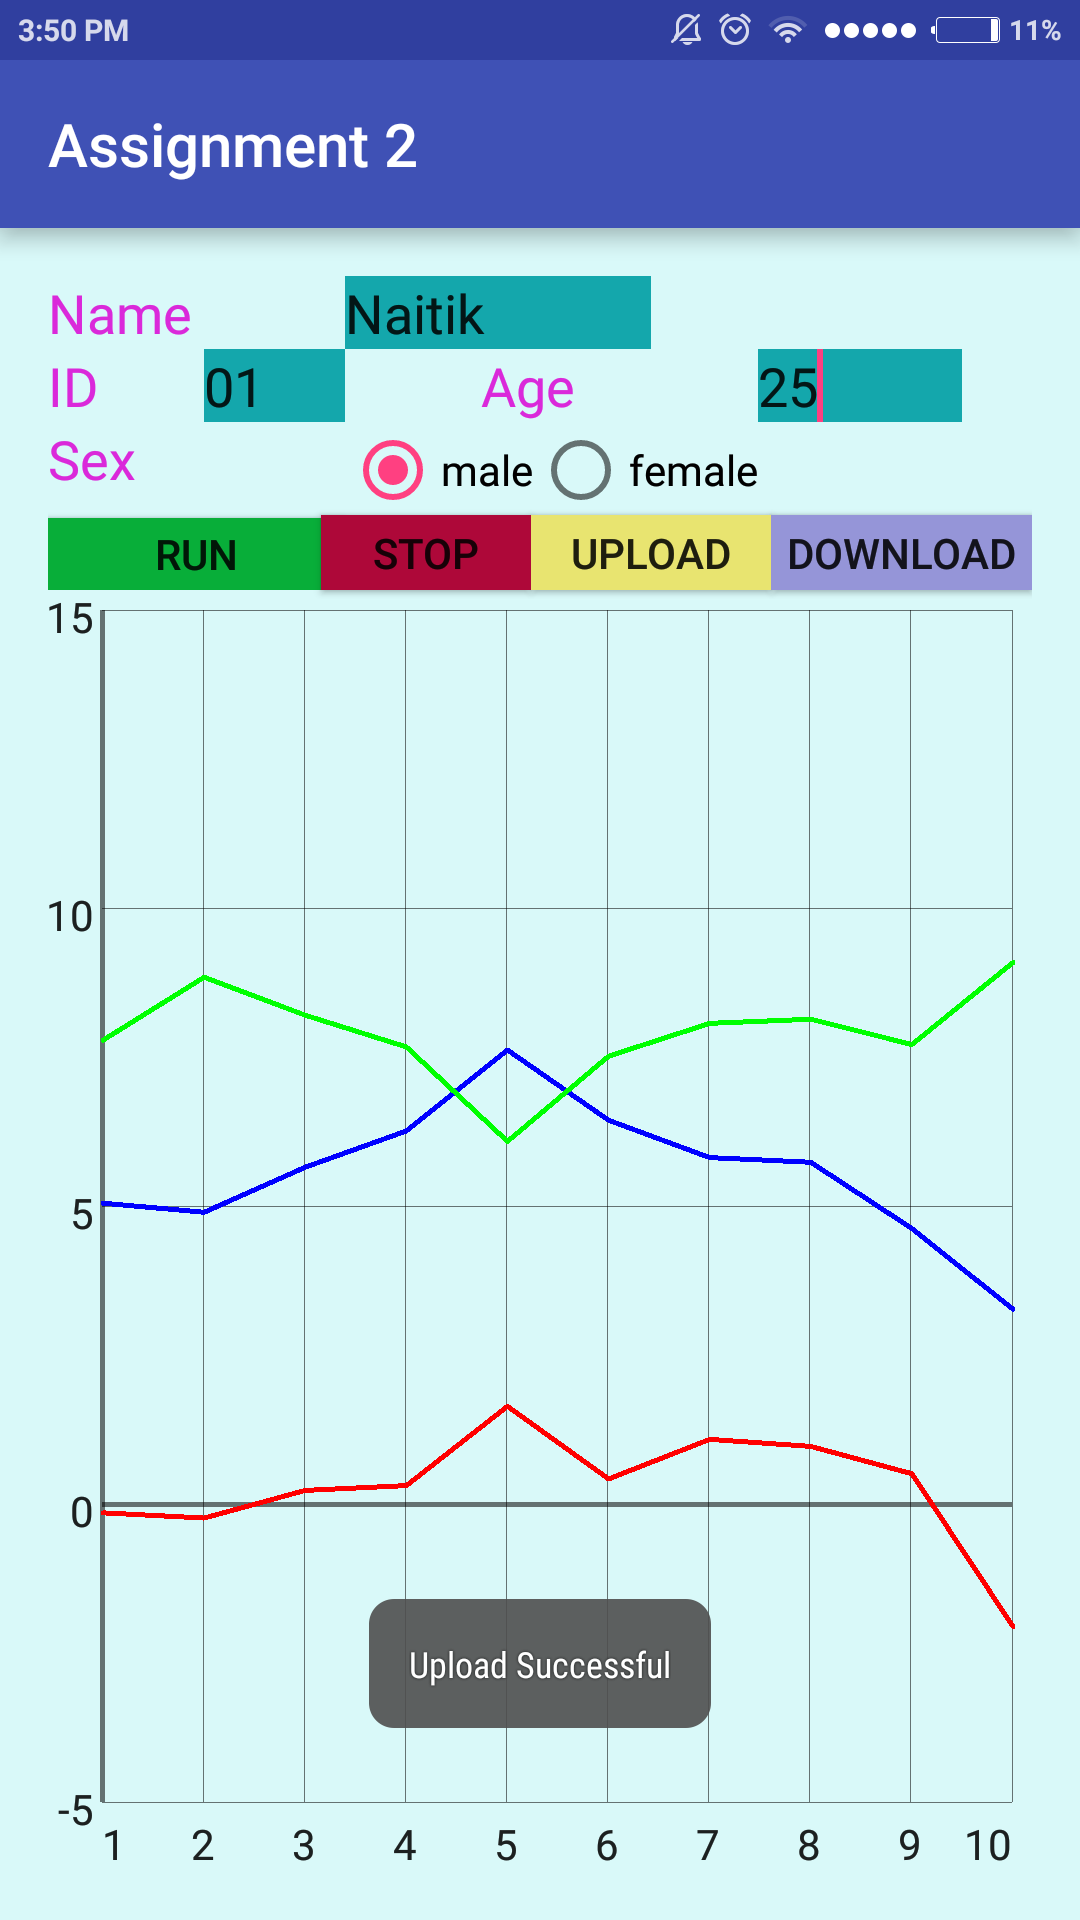 3:50 PM 11%
Assignment 2
Name Naitik
ID 01 Age 25
Sex male female
RUN STOP UPLOAD DOWNLOAD
15
10
5
0
Upload Successful
-5
1 2 3 4 5 6 7 8 9 10